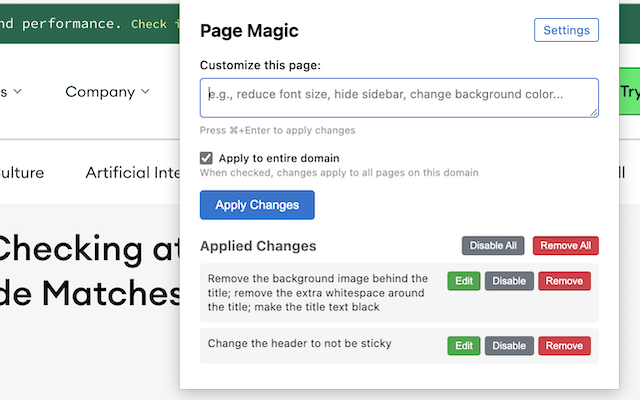 nd performance. Check i
Page Magic
Settings
s
Company
Try
Customize this page:
e.g., reduce font size, hide sidebar, change background color...
Press ⌘+Enter to apply changes
Apply to entire domain
When checked, changes apply to all pages on this domain
ulture
Artificial Inte
ll
Apply Changes
Checking at
de Matches
Applied Changes
Disable All
Remove All
Remove the background image behind the
title; remove the extra whitespace around
the title; make the title text black
Edit
Disable
Remove
Change the header to not be sticky
Edit
Disable
Remove